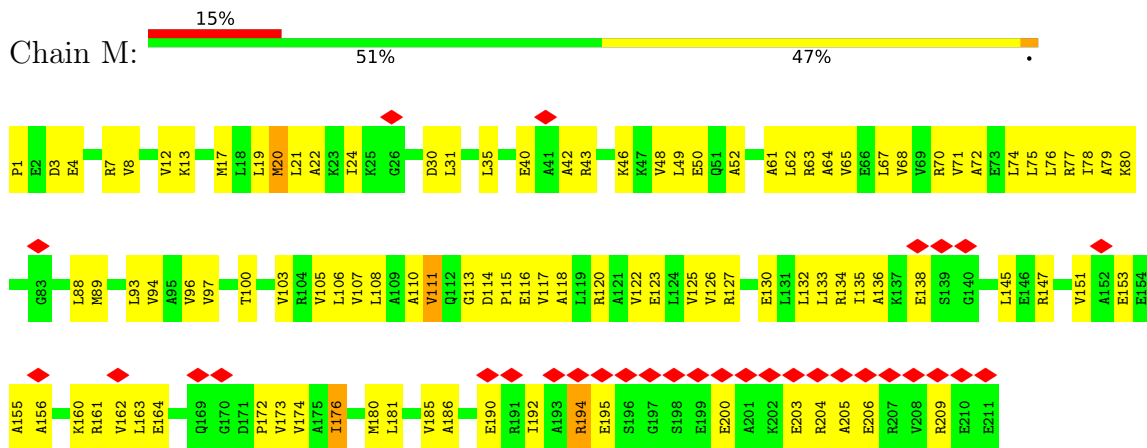 15%
Chain M:
51% 47% •
P1 E2 D3 E4 R7 V8 V12 K13 M17 L18 L19 M20 L21 A22 K23 I24 K25 G26 D30 L31 L35 E40 A41 A42 R43 K46 K47 V48 L49 E50 Q51 A52 A61 L62 R63 A64 V65 E66 L67 V68 V69 R70 V71 A72 E73 L74 L75 L76 R77 I78 A79 K80
G83 L88 M89 L93 V94 A95 V96 V97 T100 V103 R104 V105 L106 V107 L108 A109 A110 V111 Q112 G113 D114 P115 E116 V117 A118 L119 R120 A121 V122 E123 L124 V125 V126 R127 E130 L131 L132 L133 R134 I135 A136 K137 E138 S139 G140 L145 E146 R147 V151 A152 E153 E154
A155 A156 K160 R161 V162 L163 E164 Q169 G170 D171 P172 V173 V174 A175 I176 M180 L181 V185 A186 E190 R191 I192 A193 R194 E195 S196 G197 S198 E199 E200 A201 K202 E203 R204 A205 E206 R207 V208 R209 E210 E211